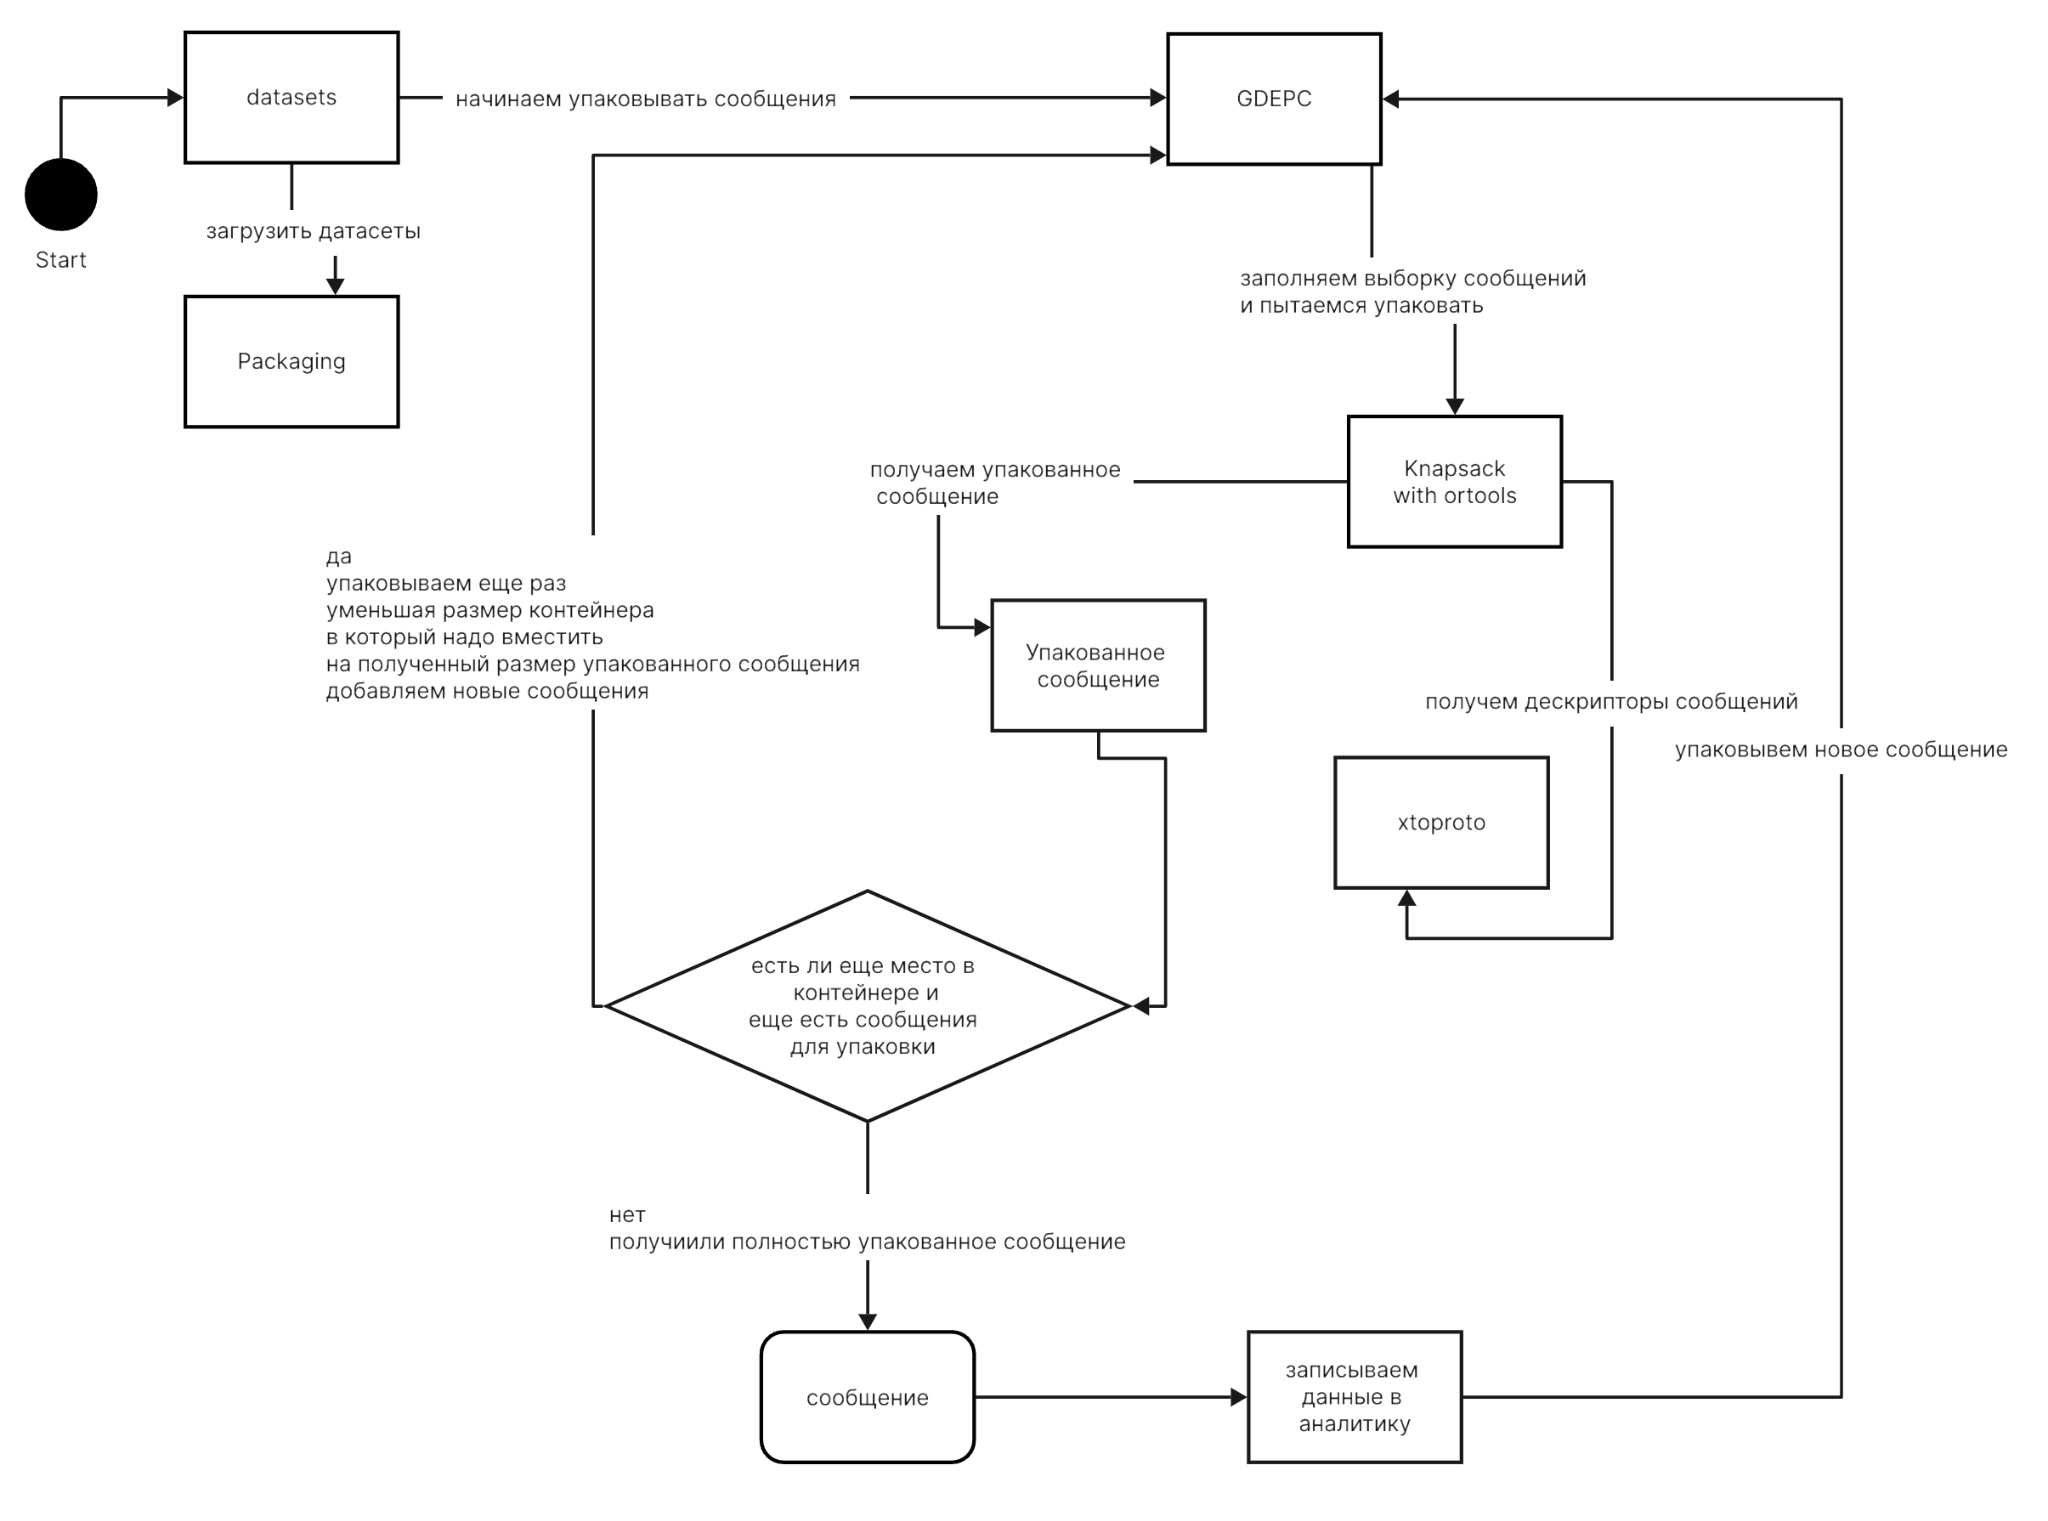 datasets
начинаем упаковывать сообщения
GDEPC
загрузить датасеты
Start
заполняем выборку сообщений
и пытаемся упаковать
Packaging
получаем упакованное
сообщение
Knapsack
with ortools
да
упаковываем еще раз
уменьшая размер контейнера
в который надо вместить
на полученный размер упакованного сообщения
добавляем новые сообщения
Упакованное
сообщение
получем дескрипторы сообщений
упаковывем новое сообщение
xtoproto
есть ли еще место в
контейнере и
еще есть сообщения
для упаковки
нет
получиили полностью упакованное сообщение
сообщение
записываем
данные в
аналитику